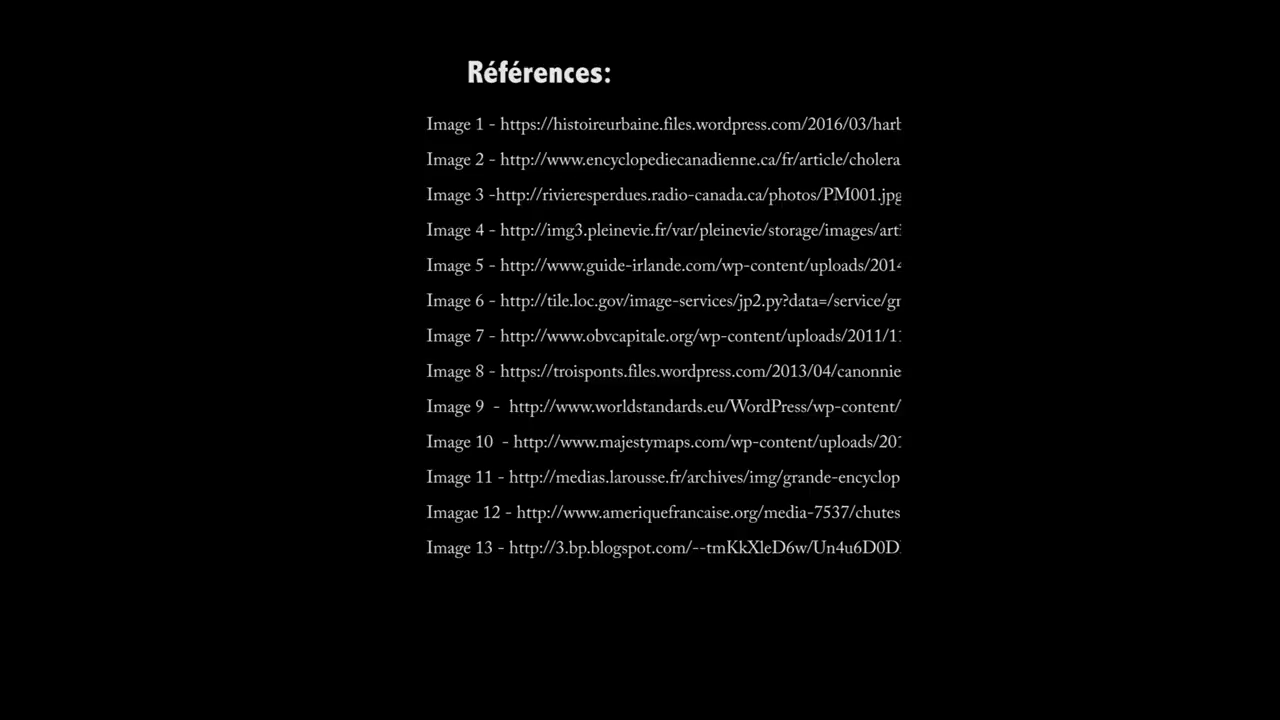 Références:
Image 1 - https://histoireurbaine.files.wordpress.com/2016/03/hart
Image 2 - http://www.encyclopediecanadienne.ca/fr/article/cholera
Image 3 -http://rivieresperdues.radio-canada.ca/photos/PM001.jpg
Image 4 - http://img3.pleinevie.fr/var/pleinevie/storage/images/arti
Image 5 - http://www.guide-irlande.com/wp-content/uploads/2014
Image 6 - http://tile.loc.gov/image-services/jp2.py?data=/service/gr
Image 7 - http://www.obvcapitale.org/wp-content/uploads/2011/11
Image 8 - https://troisponts.files.wordpress.com/2013/04/canonnie
Image 9  -  http://www.worldstandards.eu/WordPress/wp-content/
Image 10  - http://www.majestymaps.com/wp-content/uploads/201
Image 11 - http://medias.larousse.fr/archives/img/grande-encyclop
Imagae 12 - http://www.ameriquefrancaise.org/media-7537/chutes
Image 13 - http://3.bp.blogspot.com/--tmKkXleD6w/Un4u6D0D